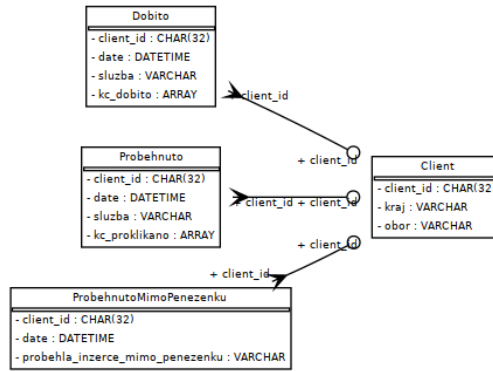 Dobito
- client_id : CHAR(32)
- date : DATETIME
- sluzba : VARCHAR
- kc_dobito : ARRAY
+ client_id
+ client_id
Probehnuto
- client_id : CHAR(32)
- date : DATETIME
- sluzba : VARCHAR
- kc_proklikano : ARRAY
+ client_id + client_id
Client
- client_id : CHAR(32
- kraj : VARCHAR
- obor : VARCHAR
+ client_id
+ client_id
ProbehnutoMimoPenezenku
- client_id : CHAR(32)
- date : DATETIME
- probehla_inzerce_mimo_penezenku : VARCHAR